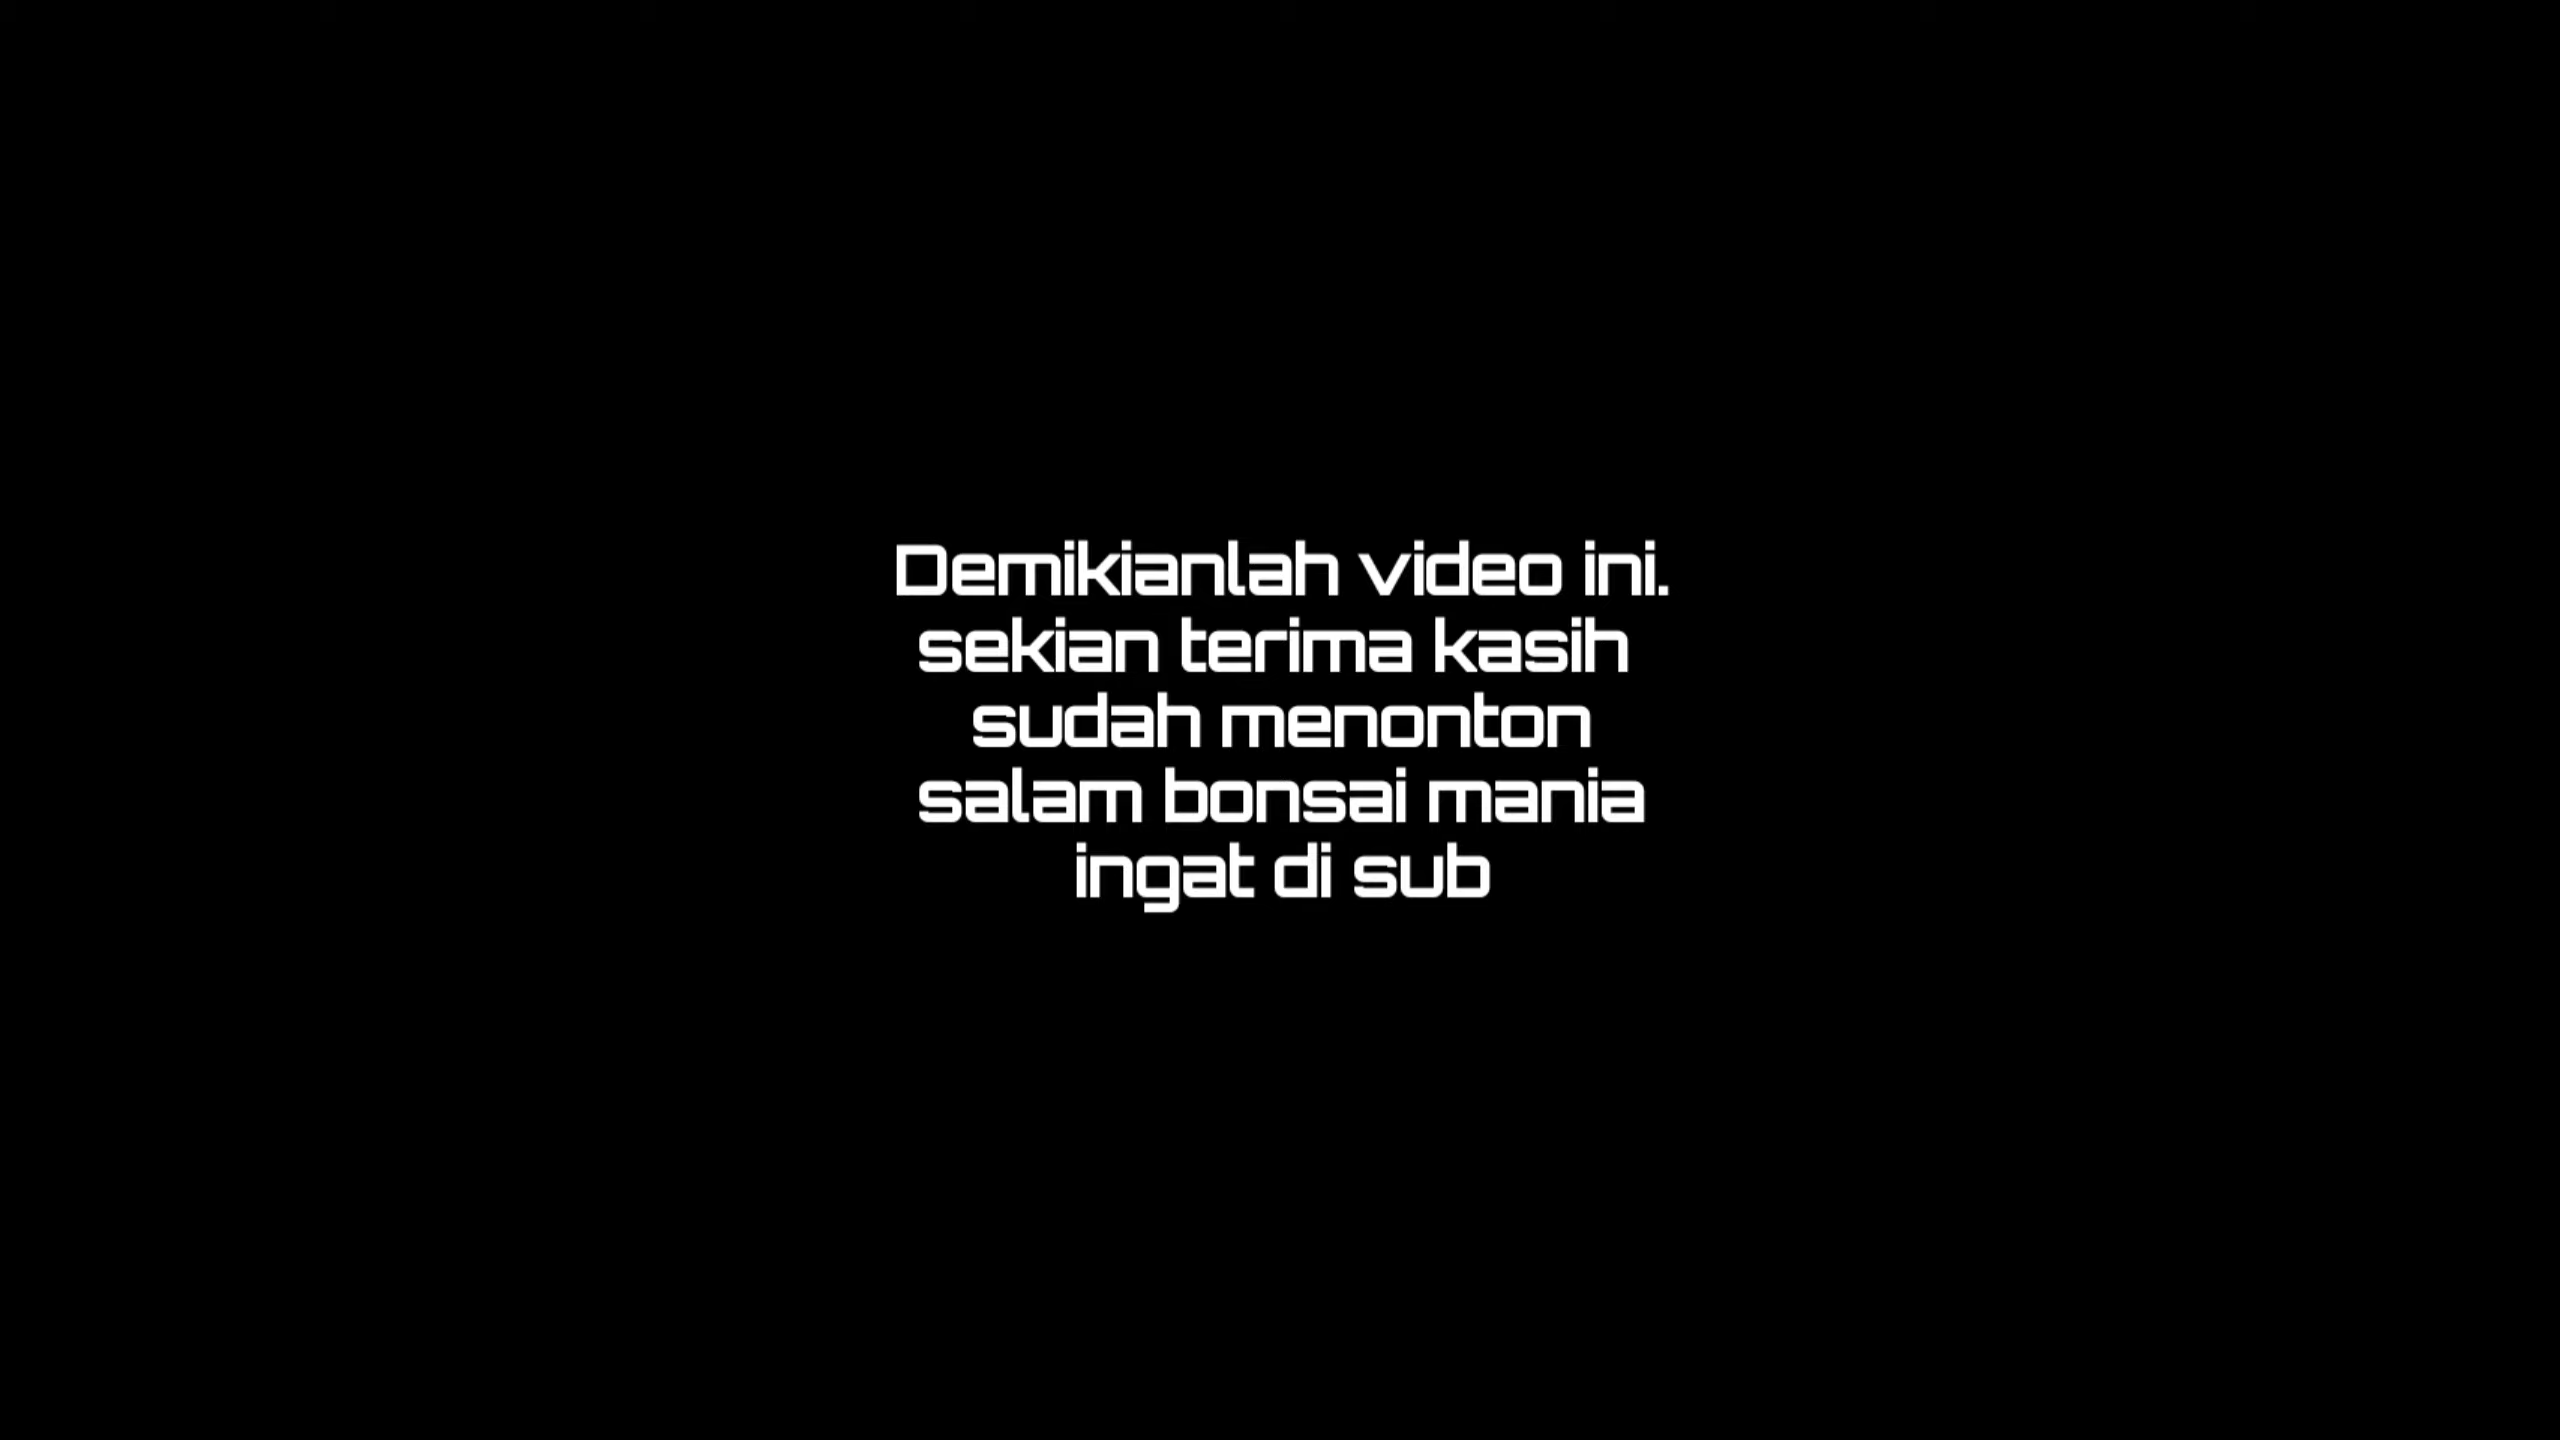 Demikianlah video ini.
sekian terima kasih
sudah menonton
salam bonsai mania
ingat di sub